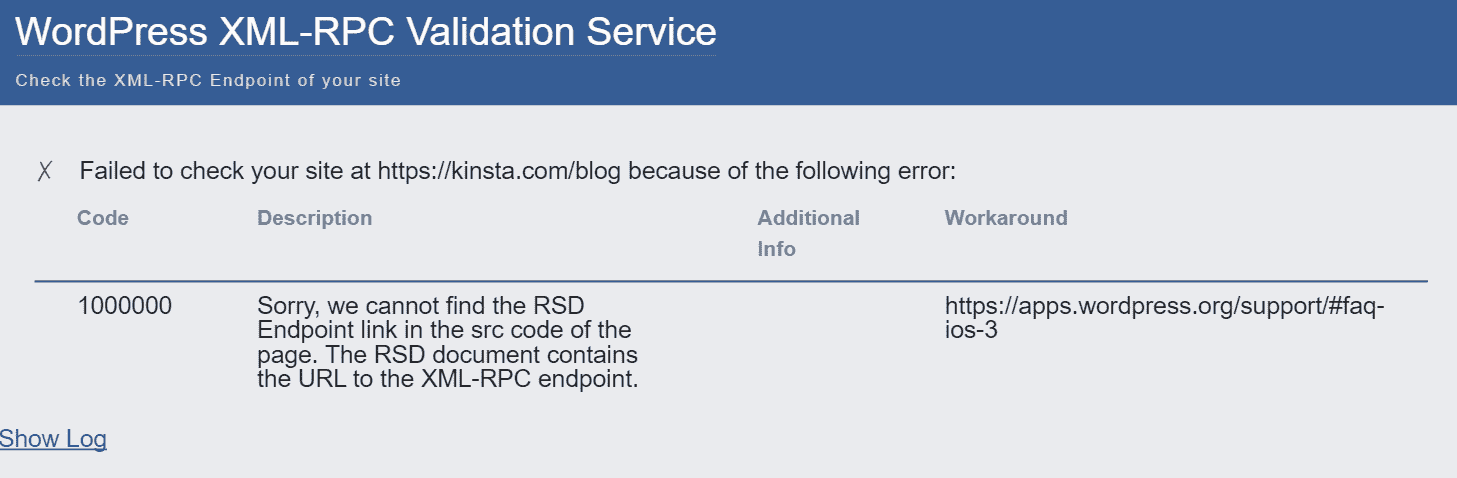 WordPress XML-RPC Validation Service
Check the XML-RPC Endpoint of your site
X Failed to check your site at https://kinsta.com/blog because of the following error:
Code Description Additional Info Workaround
1000000 Sorry, we cannot find the RSD
Endpoint link in the src code of the
page. The RSD document contains
the URL to the XML-RPC endpoint.
https://apps.wordpress.org/support/#faq-
ios-3
Show Log